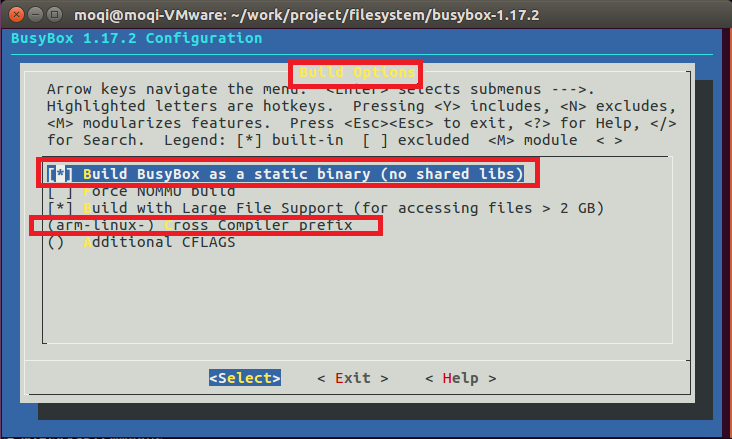 moqi@moqi-VMware: ~/work/project/filesystem/busybox-1.17.2
BusyBox 1.17.2 Configuration
Build Options
Arrow keys navigate the menu. <Enter> selects submenus --->.
Highlighted letters are hotkeys. Pressing <Y> includes, <N> excludes,
<M> modularizes features. Press <Esc><Esc> to exit, <?> for Help, </>
for Search. Legend: [*] built-in [ ] excluded <M> module < >
[*] Build BusyBox as a static binary (no shared libs)
[ ] Force NOMMU build
[*] Build with Large File Support (for accessing files > 2 GB)
(arm-linux-) Cross Compiler prefix
() Additional CFLAGS
<Select> < Exit > < Help >